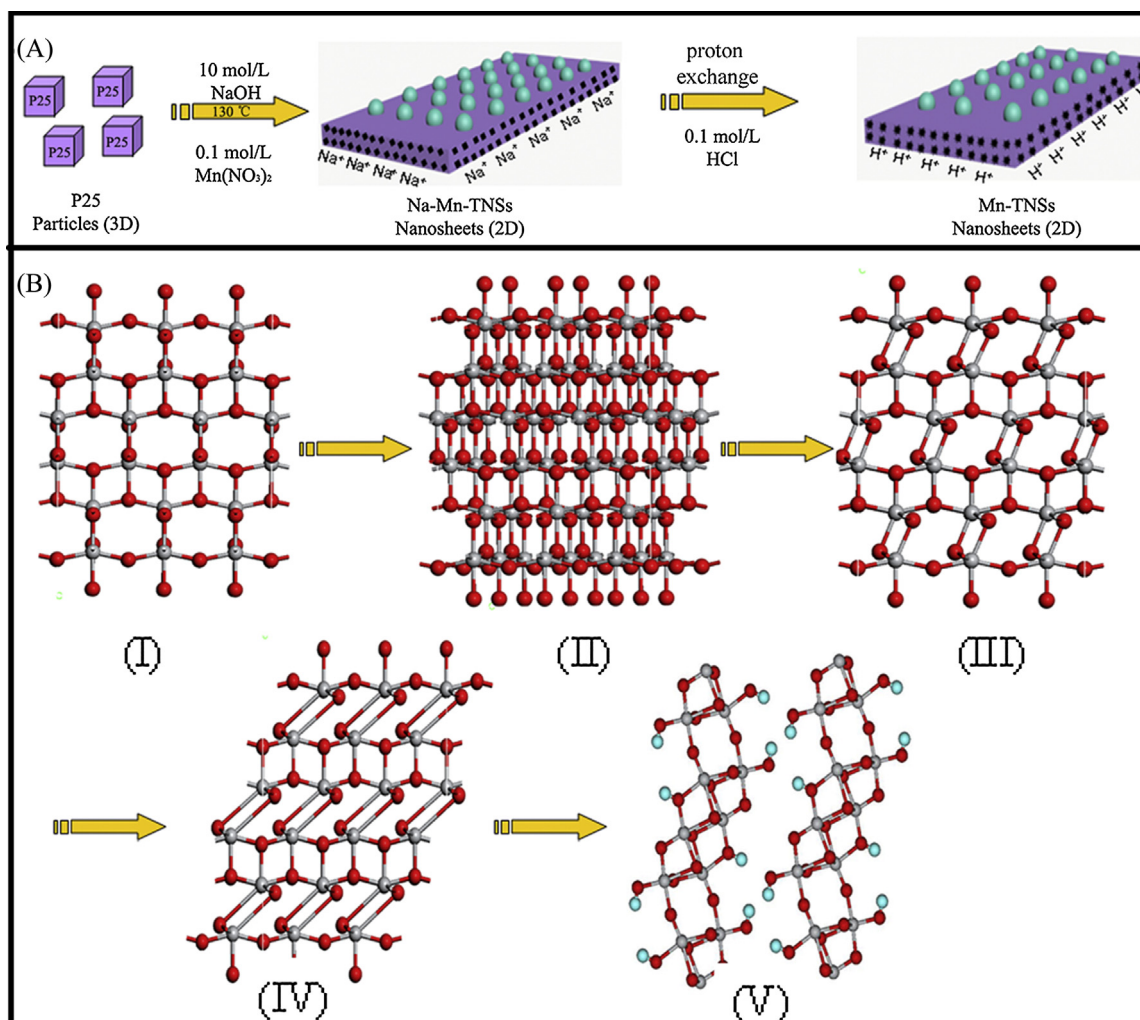 (A)
P25
P25
P25
P25
P25
Particles (3D)
10 mol/L
NaOH
130 ℃
0.1 mol/L
Mn(NO₃)₂
Na⁺ Na⁺ Na⁺ Na⁺
Na⁺ Na⁺ Na⁺ Na⁺ Na⁺
Na-Mn-TNSs
Nanosheets (2D)
proton
exchange
0.1 mol/L
HCl
H⁺ H⁺ H⁺ H⁺ H⁺
H⁺ H⁺ H⁺ H⁺ H⁺
Mn-TNSs
Nanosheets (2D)
(B)
(I)
(II)
(III)
(IV)
(V)